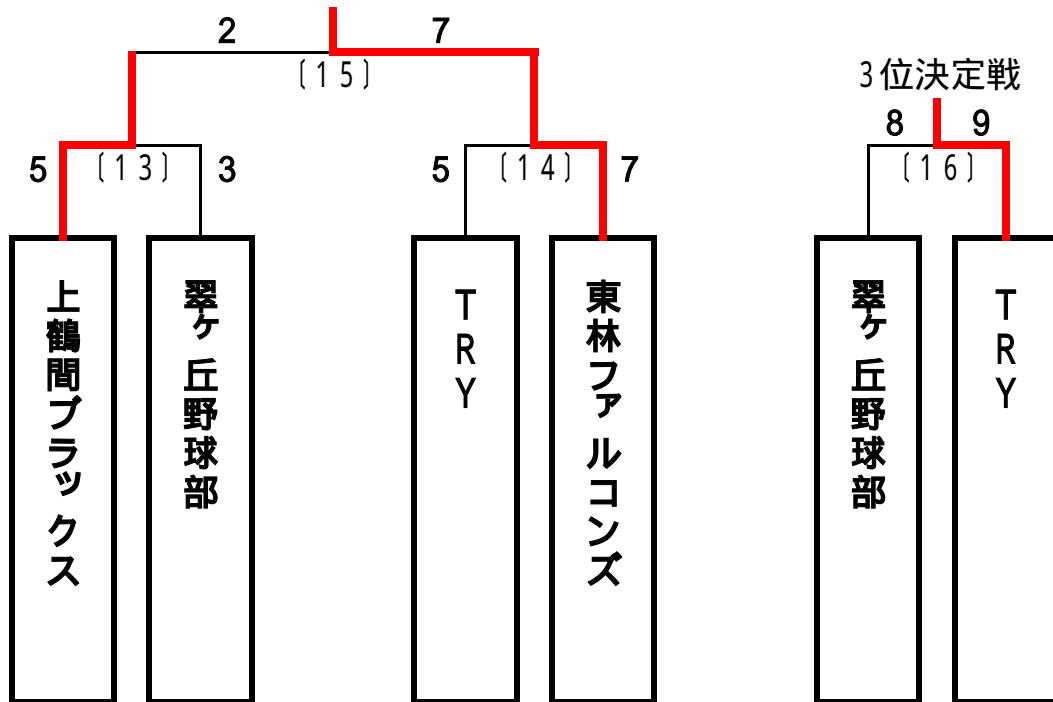 2 7
〔15〕
3位決定戦
8 9
5 〔13〕 3
5 〔14〕 7
〔16〕
上鶴間ブラックス
翠ヶ丘野球部
TRY
東林ファルコンズ
翠ヶ丘野球部
TRY